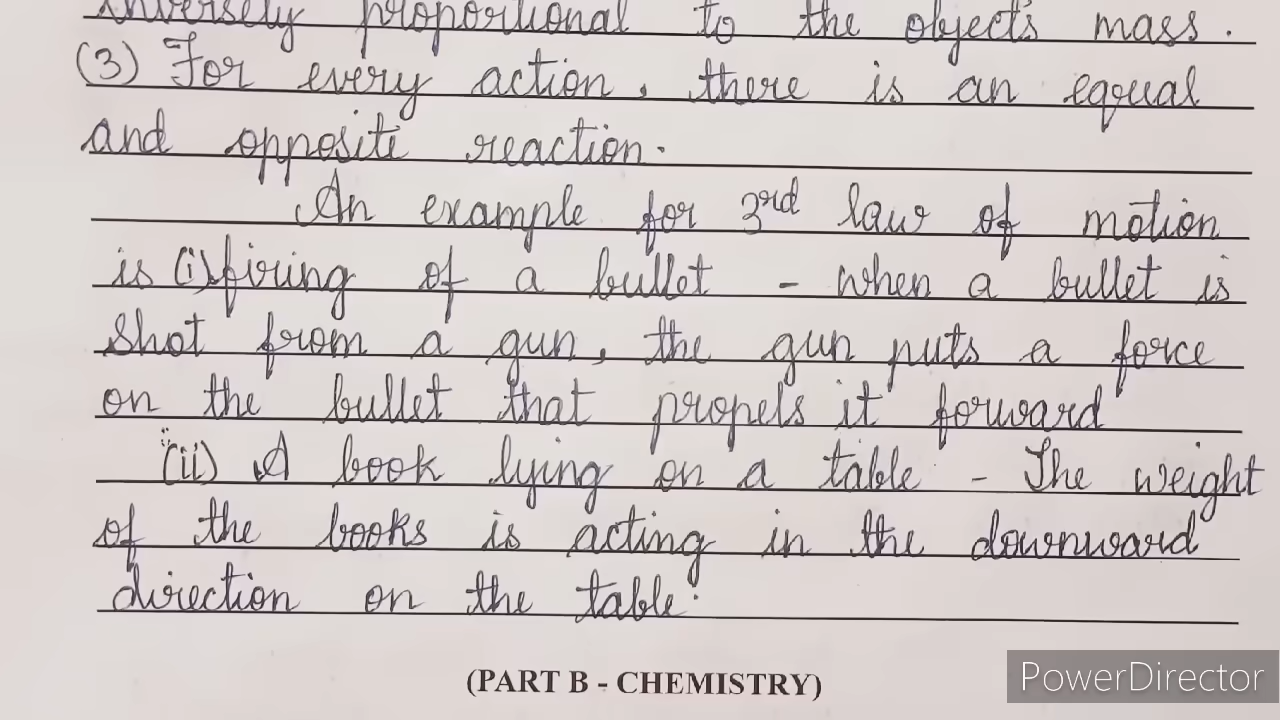 inversely proportional to the objects mass.
(3) For every action, there is an equal
and opposite reaction.
An example for 3rd law of motion
is (i) firing of a bullet - when a bullet is
shot from a gun, the gun puts a force
on the bullet that propels it forward
(ii) A book lying on a table - The weight
of the books is acting in the downward
direction on the table.
(PART B - CHEMISTRY)
PowerDirector